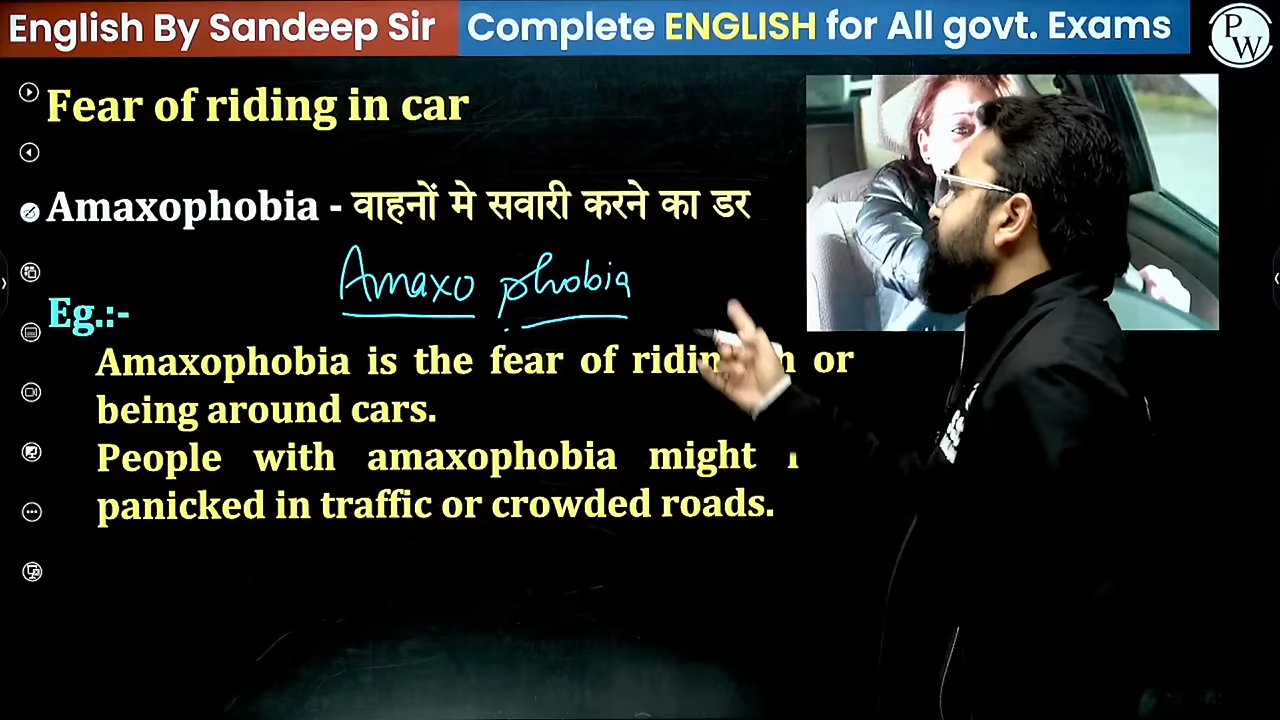 English By Sandeep Sir Complete ENGLISH for All govt. Exams
PW
Fear of riding in car
Amaxophobia - वाहनों मे सवारी करने का डर
Amaxo phobia
Eg.:-
Amaxophobia is the fear of or
being around cars.
People with amaxophobia might
panicked in traffic or crowded roads.